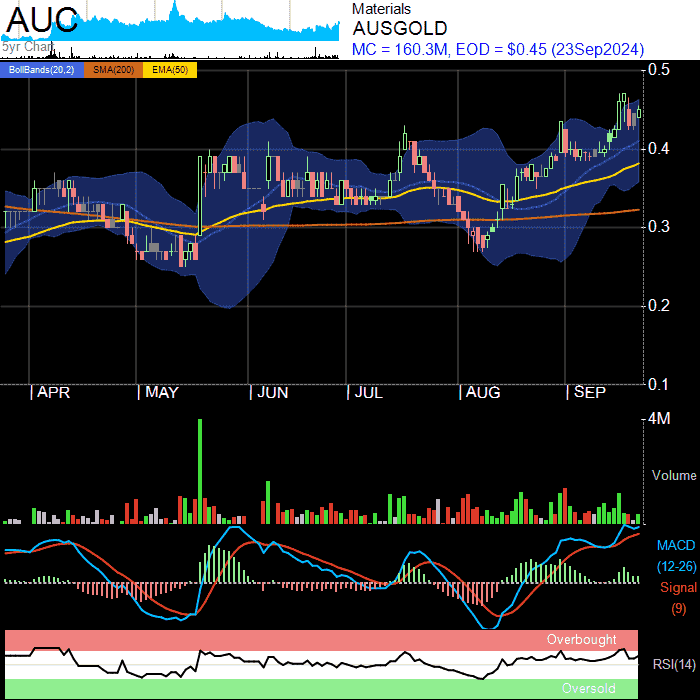 AUC
5yr Chart
Materials
AUSGOLD
MC = 160.3M, EOD = $0.45 (23Sep2024)
BollBands(20,2) SMA(200) EMA(50)
0.5
0.4
0.3
0.2
0.1
APR MAY JUN JUL AUG SEP
4M
Volume
MACD
(12-26)
Signal
(9)
Overbought
RSI(14)
Oversold